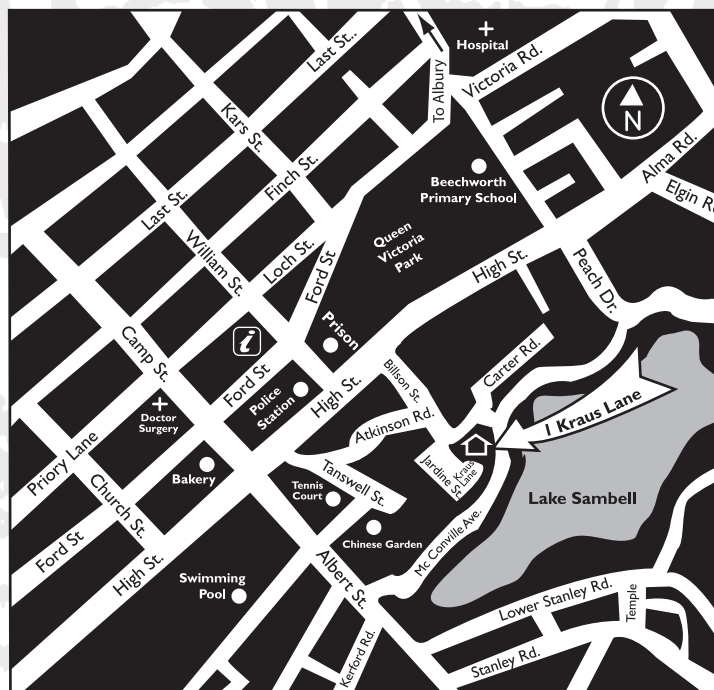 Last St..
Hospital
To Albury
Victoria Rd.
N
Kars St.
Finch St.
Beechworth
Primary School
Alma Rd.
Elgin R
Last St.
William St.
Loch St.
Ford St
Queen
Victoria
Park
High St.
Peach Dr.
Prison
i
Camp St.
Ford St
Police
Station
High St.
Billson St.
Carter Rd.
1 Kraus Lane
Doctor
Surgery
Atkinson Rd.
Priory Lane
Bakery
Church St.
Tanswell St.
Tennis
Court
Jardine St
Kraus
Lane
Lake Sambell
Chinese Garden
Mc Conville Ave.
Ford St
High St.
Swimming
Pool
Albert St.
Lower Stanley Rd.
Temple
Kerford Rd.
Stanley Rd.